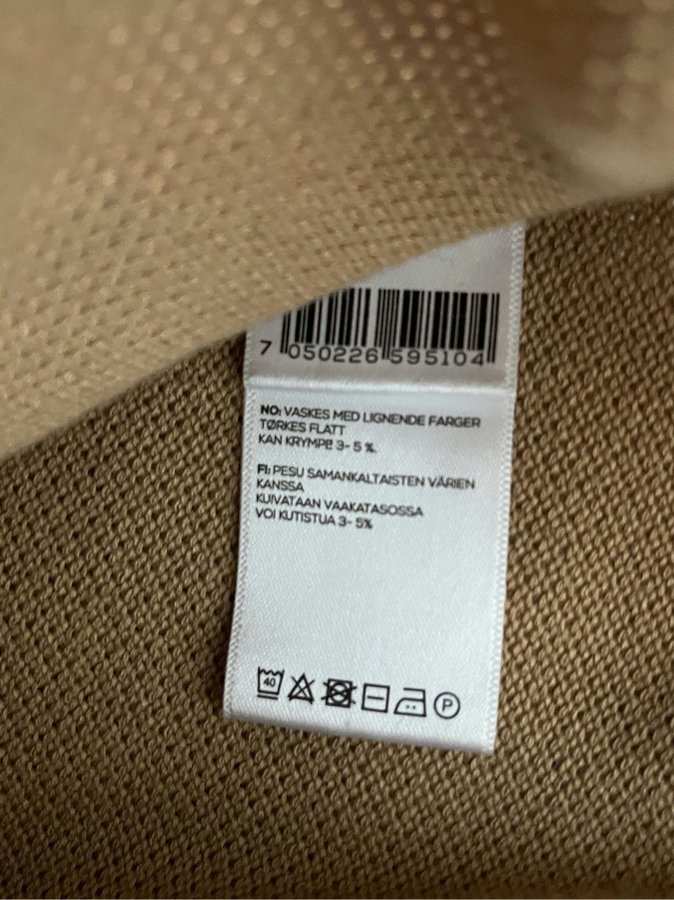 7 050226 595104
NO: VASKES MED LIGNENDE FARGER
TØRKES FLATT
KAN KRYMPE 3-5 %.
FI: PESU SAMANKALTAISTEN VÄRIEN
KANSSA
KUIVATAAN VAAKATASOSSA
VOI KUTISTUA 3-5%
40
P